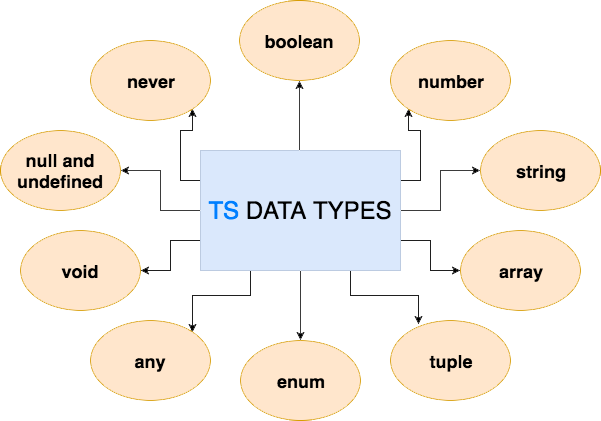 boolean
never
number
null and
undefined
string
TS DATA TYPES
void
array
any
tuple
enum